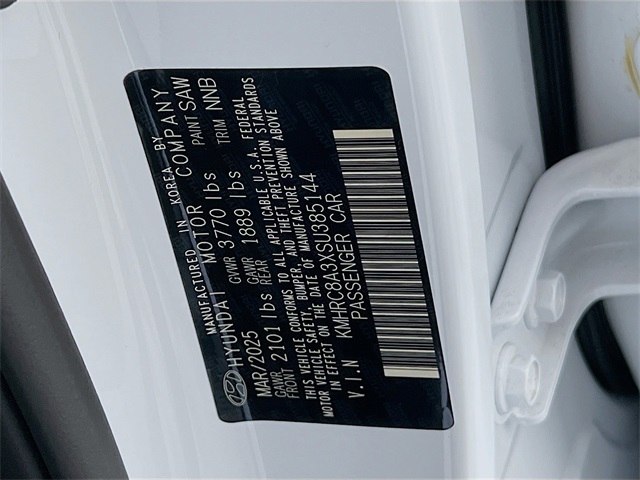 MANUFACTURED IN KOREA BY
HYUNDAI MOTOR COMPANY
MAR/2025 GVWR 3770 lbs PAINT SAW
GAWR FRONT 2101 lbs GAWR REAR 1889 lbs TRIM NNB
THIS VEHICLE CONFORMS TO ALL APPLICABLE U.S.A. FEDERAL
MOTOR VEHICLE SAFETY, BUMPER, AND THEFT PREVENTION STANDARDS
IN EFFECT ON THE DATE OF MANUFACTURE SHOWN ABOVE
V.I.N KMHRC8A3XSU385144
PASSENGER CAR